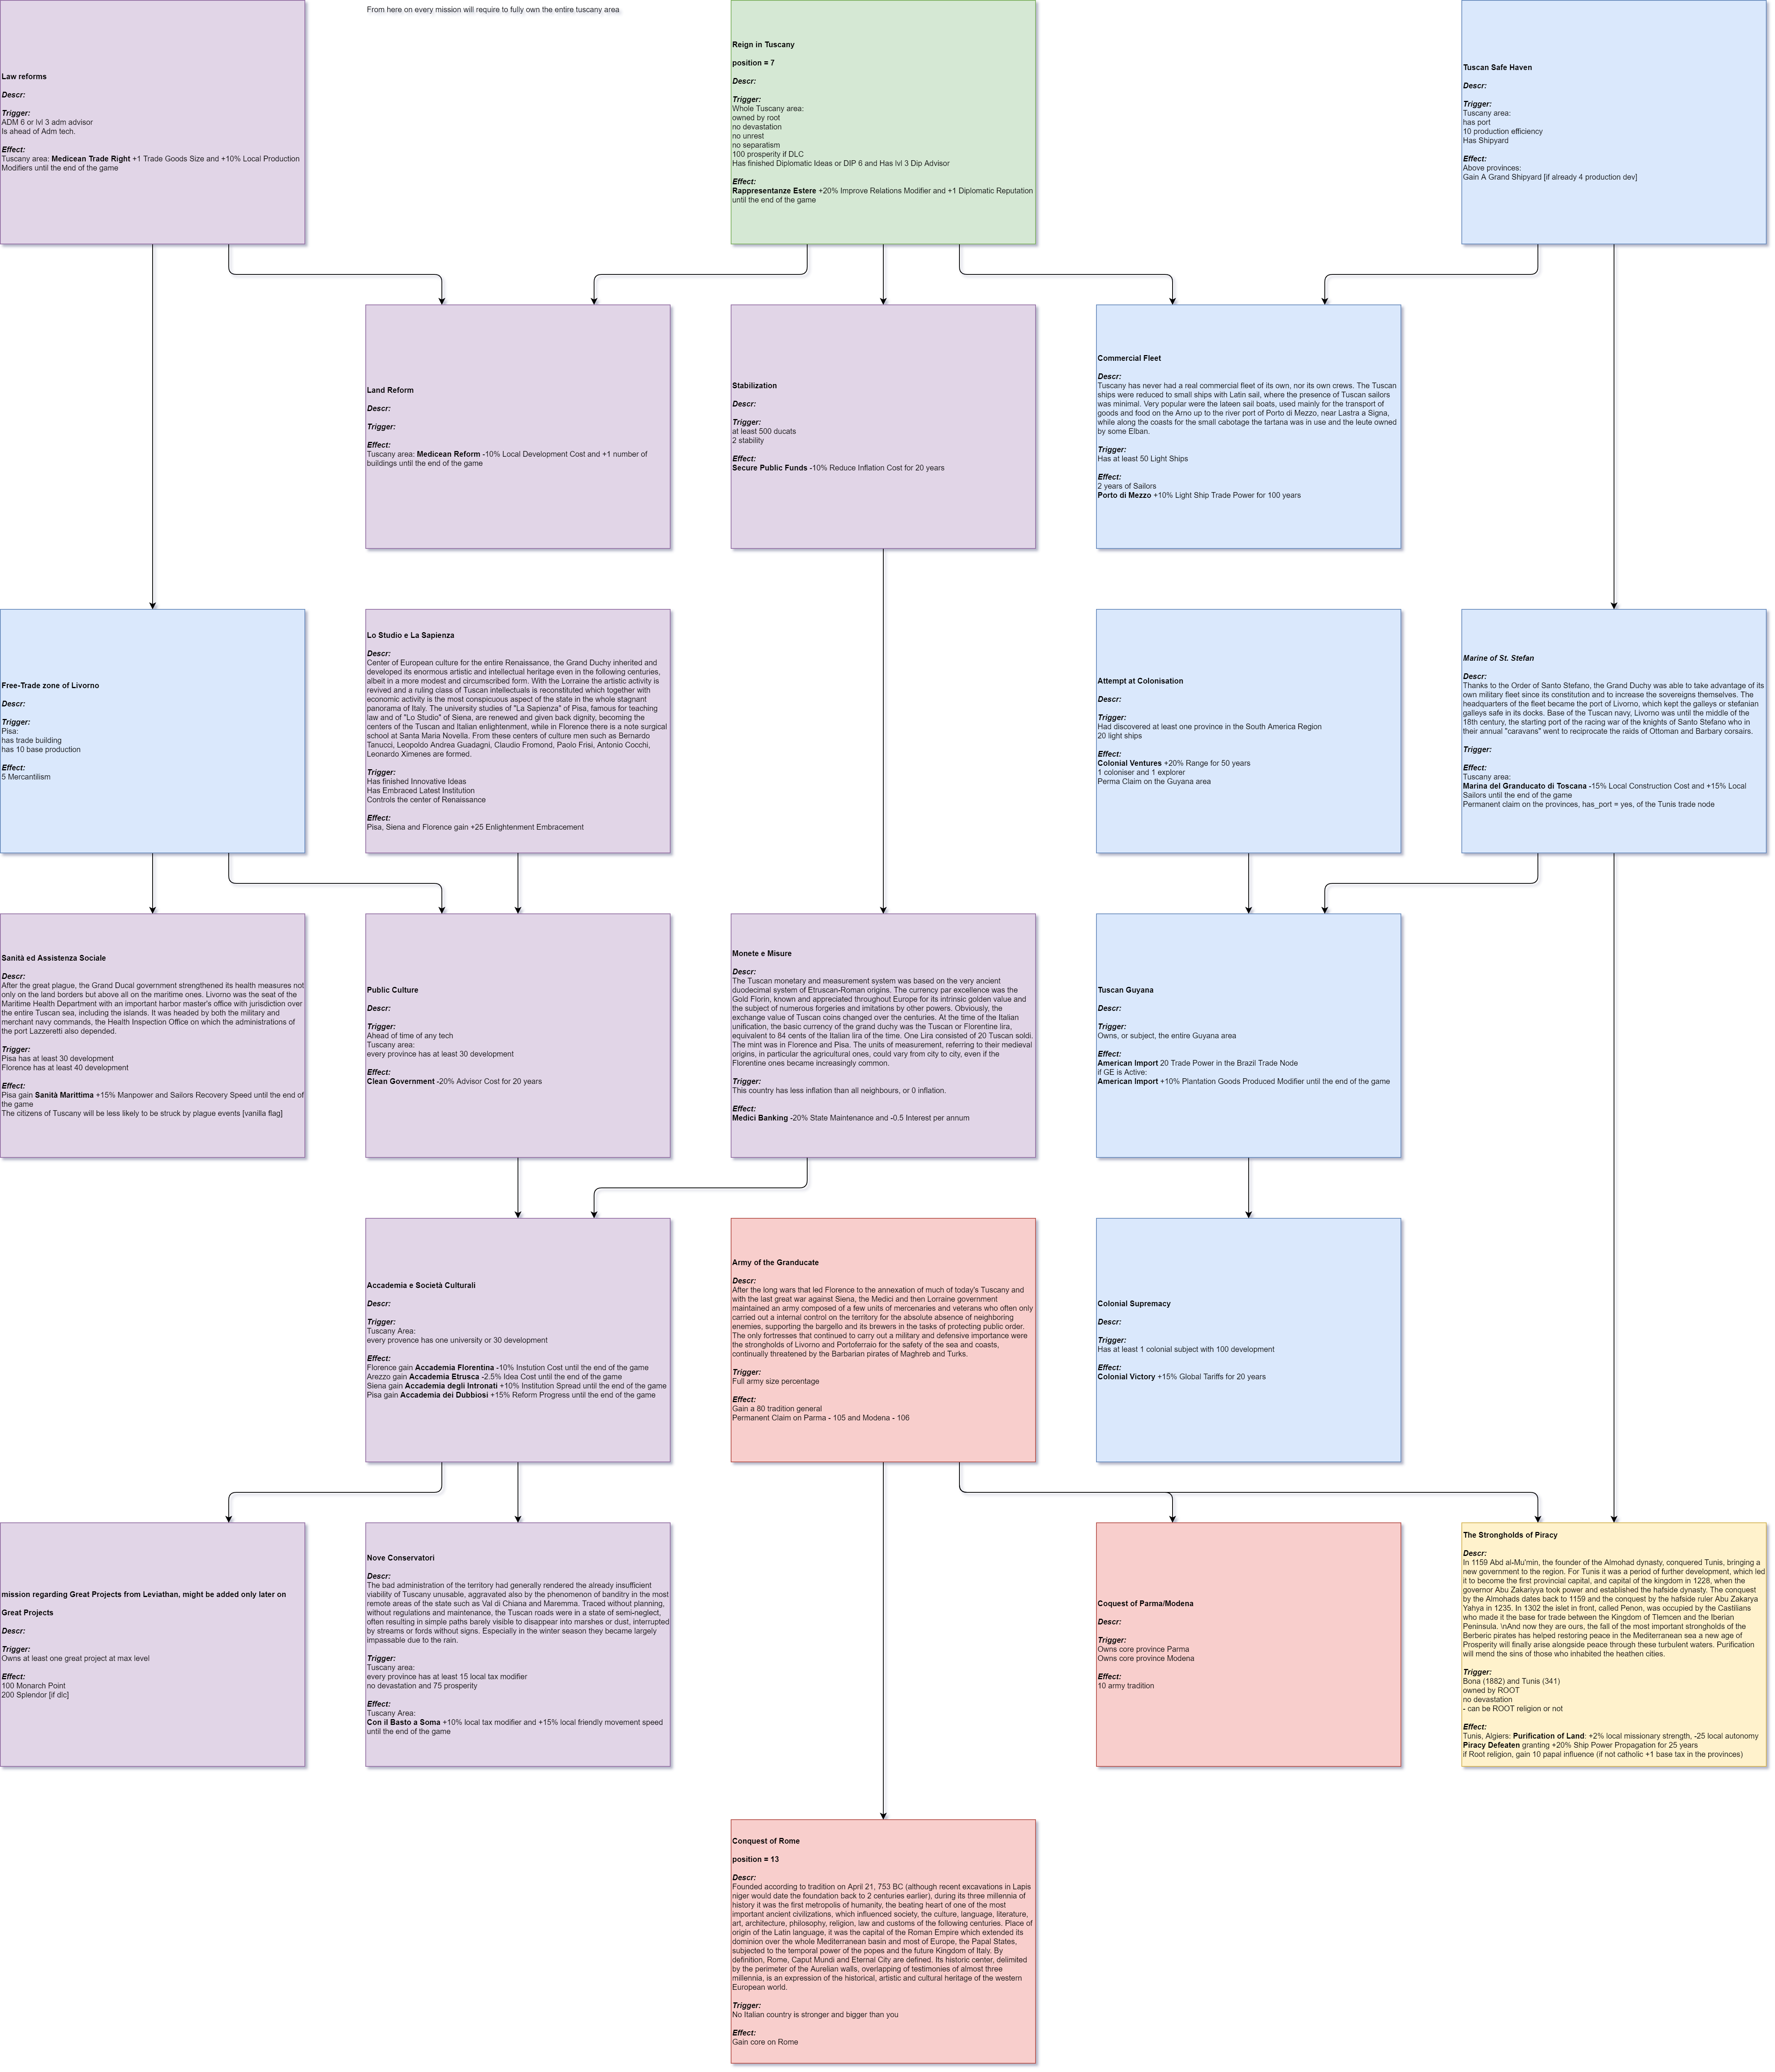 From here on every mission will require to fully own the entire tuscany area
Law reforms
Descr:
Trigger:
ADM 6 or lvl 3 adm advisor
Is ahead of Adm tech.
Effect:
Tuscany area: Medicean Trade Right +1 Trade Goods Size and +10% Local Production
Modifiers until the end of the game
Reign in Tuscany
position = 7
Descr:
Trigger:
Whole Tuscany area:
owned by root
no devastation
no unrest
no separatism
100 prosperity if DLC
Has finished Diplomatic Ideas or DIP 6 and Has lvl 3 Dip Advisor
Effect:
Rappresentanze Estere +20% Improve Relations Modifier and +1 Diplomatic Reputation
until the end of the game
Tuscan Safe Haven
Descr:
Trigger:
Tuscany area:
has port
10 production efficiency
Has Shipyard
Effect:
Above provinces:
Gain A Grand Shipyard [if already 4 production dev]
Land Reform
Descr:
Trigger:
Effect:
Tuscany area: Medicean Reform -10% Local Development Cost and +1 number of
buildings until the end of the game
Stabilization
Descr:
Trigger:
at least 500 ducats
2 stability
Effect:
Secure Public Funds -10% Reduce Inflation Cost for 20 years
Commercial Fleet
Descr:
Tuscany has never had a real commercial fleet of its own, nor its own crews. The Tuscan
ships were reduced to small ships with Latin sail, where the presence of Tuscan sailors
was minimal. Very popular were the lateen sail boats, used mainly for the transport of
goods and food on the Arno up to the river port of Porto di Mezzo, near Lastra a Signa,
while along the coasts for the small cabotage the tartana was in use and the leute owned
by some Elban.
Trigger:
Has at least 50 Light Ships
Effect:
2 years of Sailors
Porto di Mezzo +10% Light Ship Trade Power for 100 years
Free-Trade zone of Livorno
Descr:
Trigger:
Pisa:
has trade building
has 10 base production
Effect:
5 Mercantilism
Lo Studio e La Sapienza
Descr:
Center of European culture for the entire Renaissance, the Grand Duchy inherited and
developed its enormous artistic and intellectual heritage even in the following centuries,
albeit in a more modest and circumscribed form. With the Lorraine the artistic activity is
revived and a ruling class of Tuscan intellectuals is reconstituted which together with
economic activity is the most conspicuous aspect of the state in the whole stagnant
panorama of Italy. The university studies of "La Sapienza" of Pisa, famous for teaching
law and of "Lo Studio" of Siena, are renewed and given back dignity, becoming the
centers of the Tuscan and Italian enlightenment, while in Florence there is a note surgical
school at Santa Maria Novella. From these centers of culture men such as Bernardo
Tanucci, Leopoldo Andrea Guadagni, Claudio Fromond, Paolo Frisi, Antonio Cocchi,
Leonardo Ximenes are formed.
Trigger:
Has finished Innovative Ideas
Has Embraced Latest Institution
Controls the center of Renaissance
Effect:
Pisa, Siena and Florence gain +25 Enlightenment Embracement
Attempt at Colonisation
Descr:
Trigger:
Had discovered at least one province in the South America Region
20 light ships
Effect:
Colonial Ventures +20% Range for 50 years
1 coloniser and 1 explorer
Perma Claim on the Guyana area
Marine of St. Stefan
Descr:
Thanks to the Order of Santo Stefano, the Grand Duchy was able to take advantage of its
own military fleet since its constitution and to increase the sovereigns themselves. The
headquarters of the fleet became the port of Livorno, which kept the galleys or stefanian
galleys safe in its docks. Base of the Tuscan navy, Livorno was until the middle of the
18th century, the starting port of the racing war of the knights of Santo Stefano who in
their annual "caravans" went to reciprocate the raids of Ottoman and Barbary corsairs.
Trigger:
Effect:
Tuscany area:
Marina del Granducato di Toscana -15% Local Construction Cost and +15% Local
Sailors until the end of the game
Permanent claim on the provinces, has_port = yes, of the Tunis trade node
Sanità ed Assistenza Sociale
Descr:
After the great plague, the Grand Ducal government strengthened its health measures not
only on the land borders but above all on the maritime ones. Livorno was the seat of the
Maritime Health Department with an important harbor master's office with jurisdiction over
the entire Tuscan sea, including the islands. It was headed by both the military and
merchant navy commands, the Health Inspection Office on which the administrations of
the port Lazzeretti also depended.
Trigger:
Pisa has at least 30 development
Florence has at least 40 development
Effect:
Pisa gain Sanità Marittima +15% Manpower and Sailors Recovery Speed until the end of
the game
The citizens of Tuscany will be less likely to be struck by plague events [vanilla flag]
Public Culture
Descr:
Trigger:
Ahead of time of any tech
Tuscany area:
every province has at least 30 development
Effect:
Clean Government -20% Advisor Cost for 20 years
Monete e Misure
Descr:
The Tuscan monetary and measurement system was based on the very ancient
duodecimal system of Etruscan-Roman origins. The currency par excellence was the
Gold Florin, known and appreciated throughout Europe for its intrinsic golden value and
the subject of numerous forgeries and imitations by other powers. Obviously, the
exchange value of Tuscan coins changed over the centuries. At the time of the Italian
unification, the basic currency of the grand duchy was the Tuscan or Florentine lira,
equivalent to 84 cents of the Italian lira of the time. One Lira consisted of 20 Tuscan soldi.
The mint was in Florence and Pisa. The units of measurement, referring to their medieval
origins, in particular the agricultural ones, could vary from city to city, even if the
Florentine ones became increasingly common.
Trigger:
This country has less inflation than all neighbours, or 0 inflation.
Effect:
Medici Banking -20% State Maintenance and -0.5 Interest per annum
Tuscan Guyana
Descr:
Trigger:
Owns, or subject, the entire Guyana area
Effect:
American Import 20 Trade Power in the Brazil Trade Node
if GE is Active:
American Import +10% Plantation Goods Produced Modifier until the end of the game
Accademia e Società Culturali
Descr:
Trigger:
Tuscany Area:
every provence has one university or 30 development
Effect:
Florence gain Accademia Florentina -10% Instution Cost until the end of the game
Arezzo gain Accademia Etrusca -2.5% Idea Cost until the end of the game
Siena gain Accademia degli Intronati +10% Institution Spread until the end of the game
Pisa gain Accademia dei Dubbiosi +15% Reform Progress until the end of the game
Army of the Granducate
Descr:
After the long wars that led Florence to the annexation of much of today's Tuscany and
with the last great war against Siena, the Medici and then Lorraine government
maintained an army composed of a few units of mercenaries and veterans who often only
carried out a internal control on the territory for the absolute absence of neighboring
enemies, supporting the bargello and its brewers in the tasks of protecting public order.
The only fortresses that continued to carry out a military and defensive importance were
the strongholds of Livorno and Portoferraio for the safety of the sea and coasts,
continually threatened by the Barbarian pirates of Maghreb and Turks.
Trigger:
Full army size percentage
Effect:
Gain a 80 tradition general
Permanent Claim on Parma - 105 and Modena - 106
Colonial Supremacy
Descr:
Trigger:
Has at least 1 colonial subject with 100 development
Effect:
Colonial Victory +15% Global Tariffs for 20 years
mission regarding Great Projects from Leviathan, might be added only later on
Great Projects
Descr:
Trigger:
Owns at least one great project at max level
Effect:
100 Monarch Point
200 Splendor [if dlc]
Nove Conservatori
Descr:
The bad administration of the territory had generally rendered the already insufficient
viability of Tuscany unusable, aggravated also by the phenomenon of banditry in the most
remote areas of the state such as Val di Chiana and Maremma. Traced without planning,
without regulations and maintenance, the Tuscan roads were in a state of semi-neglect,
often resulting in simple paths barely visible to disappear into marshes or dust, interrupted
by streams or fords without signs. Especially in the winter season they became largely
impassable due to the rain.
Trigger:
Tuscany area:
every province has at least 15 local tax modifier
no devastation and 75 prosperity
Effect:
Tuscany Area:
Con il Basto a Soma +10% local tax modifier and +15% local friendly movement speed
until the end of the game
Coquest of Parma/Modena
Descr:
Trigger:
Owns core province Parma
Owns core province Modena
Effect:
10 army tradition
The Strongholds of Piracy
Descr:
In 1159 Abd al-Mu'min, the founder of the Almohad dynasty, conquered Tunis, bringing a
new government to the region. For Tunis it was a period of further development, which led
it to become the first provincial capital, and capital of the kingdom in 1228, when the
governor Abu Zakariyya took power and established the hafside dynasty. The conquest
by the Almohads dates back to 1159 and the conquest by the hafside ruler Abu Zakarya
Yahya in 1235. In 1302 the islet in front, called Penon, was occupied by the Castilians
who made it the base for trade between the Kingdom of Tlemcen and the Iberian
Peninsula. \nAnd now they are ours, the fall of the most important strongholds of the
Berberic pirates has helped restoring peace in the Mediterranean sea a new age of
Prosperity will finally arise alongside peace through these turbulent waters. Purification
will mend the sins of those who inhabited the heathen cities.
Trigger:
Bona (1882) and Tunis (341)
owned by ROOT
no devastation
- can be ROOT religion or not
Effect:
Tunis, Algiers: Purification of Land: +2% local missionary strength, -25 local autonomy
Piracy Defeaten granting +20% Ship Power Propagation for 25 years
if Root religion, gain 10 papal influence (if not catholic +1 base tax in the provinces)
Conquest of Rome
position = 13
Descr:
Founded according to tradition on April 21, 753 BC (although recent excavations in Lapis
niger would date the foundation back to 2 centuries earlier), during its three millennia of
history it was the first metropolis of humanity, the beating heart of one of the most
important ancient civilizations, which influenced society, the culture, language, literature,
art, architecture, philosophy, religion, law and customs of the following centuries. Place of
origin of the Latin language, it was the capital of the Roman Empire which extended its
dominion over the whole Mediterranean basin and most of Europe, the Papal States,
subjected to the temporal power of the popes and the future Kingdom of Italy. By
definition, Rome, Caput Mundi and Eternal City are defined. Its historic center, delimited
by the perimeter of the Aurelian walls, overlapping of testimonies of almost three
millennia, is an expression of the historical, artistic and cultural heritage of the western
European world.
Trigger:
No Italian country is stronger and bigger than you
Effect:
Gain core on Rome